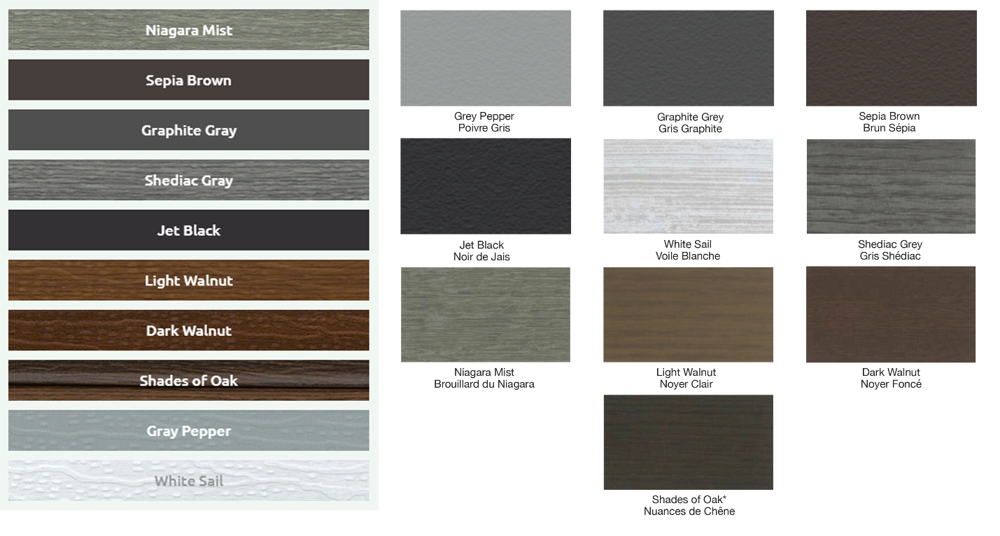 Niagara Mist
Sepia Brown
Graphite Gray
Shediac Gray
Jet Black
Light Walnut
Dark Walnut
Shades of Oak
Gray Pepper
White Sail
Grey Pepper
Poivre Gris
Graphite Grey
Gris Graphite
Sepia Brown
Brun Sépia
Jet Black
Noir de Jais
White Sail
Voile Blanche
Shediac Grey
Gris Shédiac
Niagara Mist
Brouillard du Niagara
Light Walnut
Noyer Clair
Dark Walnut
Noyer Foncé
Shades of Oak*
Nuances de Chêne